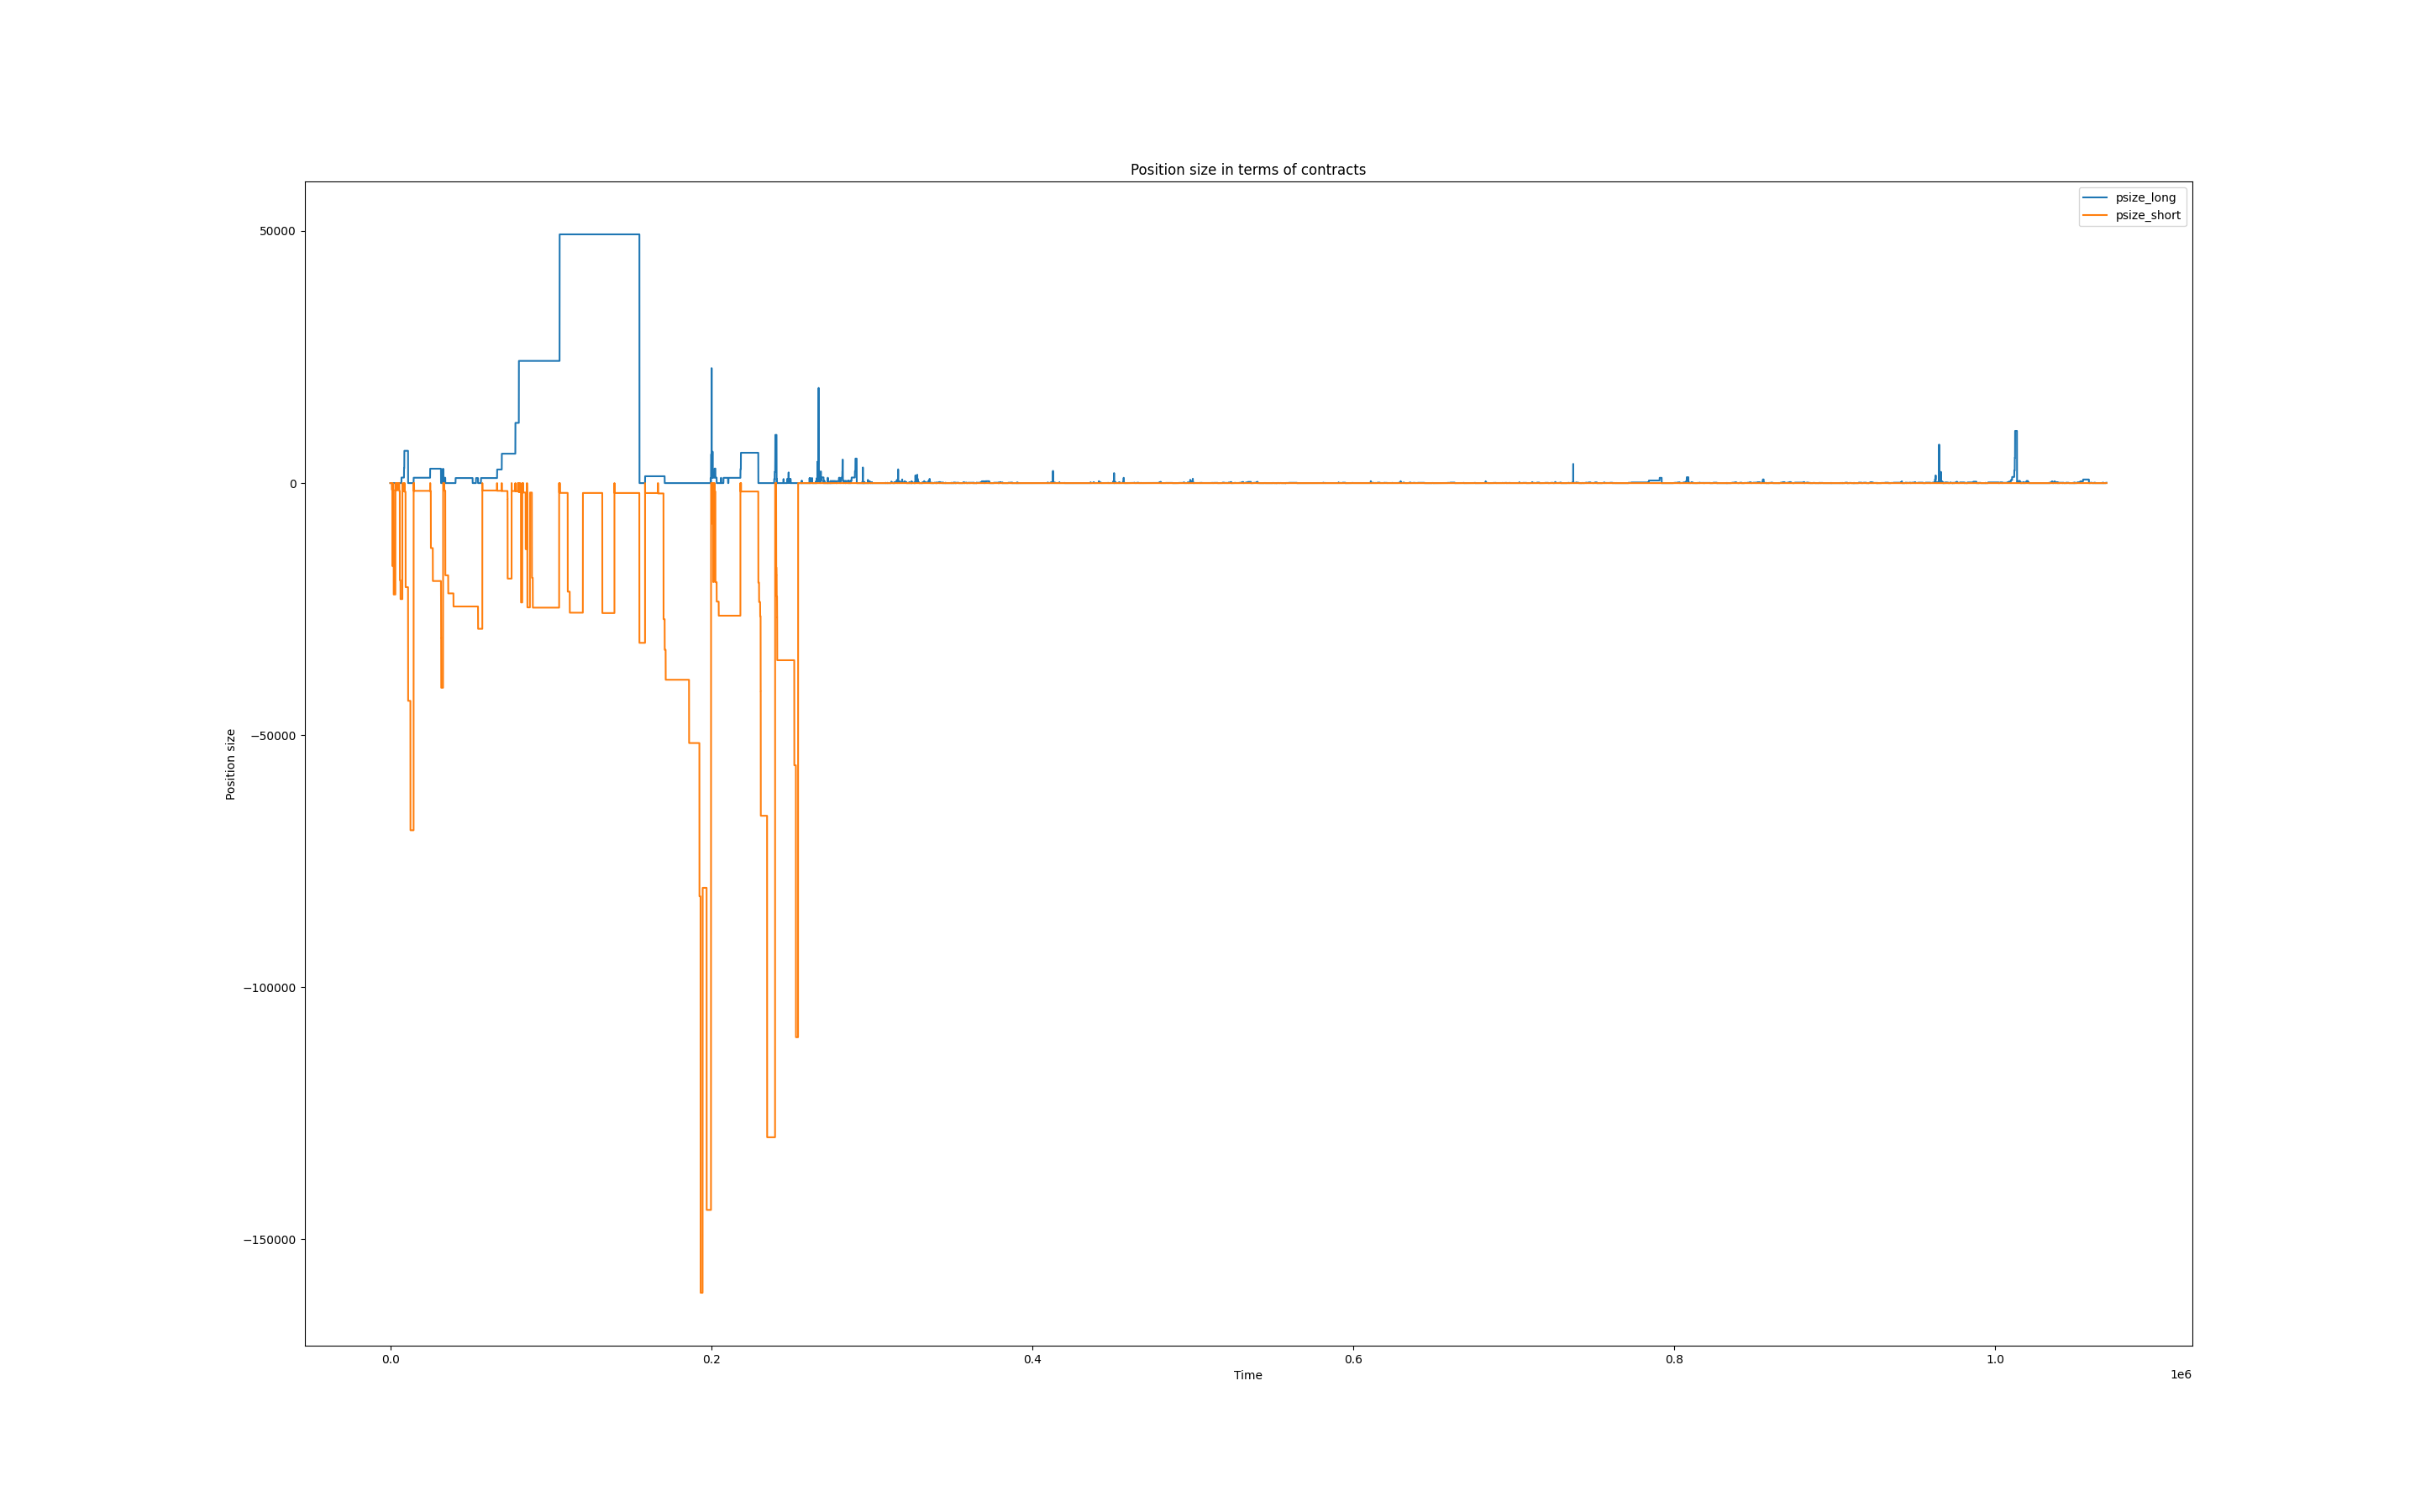 Position size in terms of contracts
psize_long
psize_short
50000
0
−50000
−100000
−150000
Position size
0.0
0.2
0.4
0.6
0.8
1.0
1e6
Time